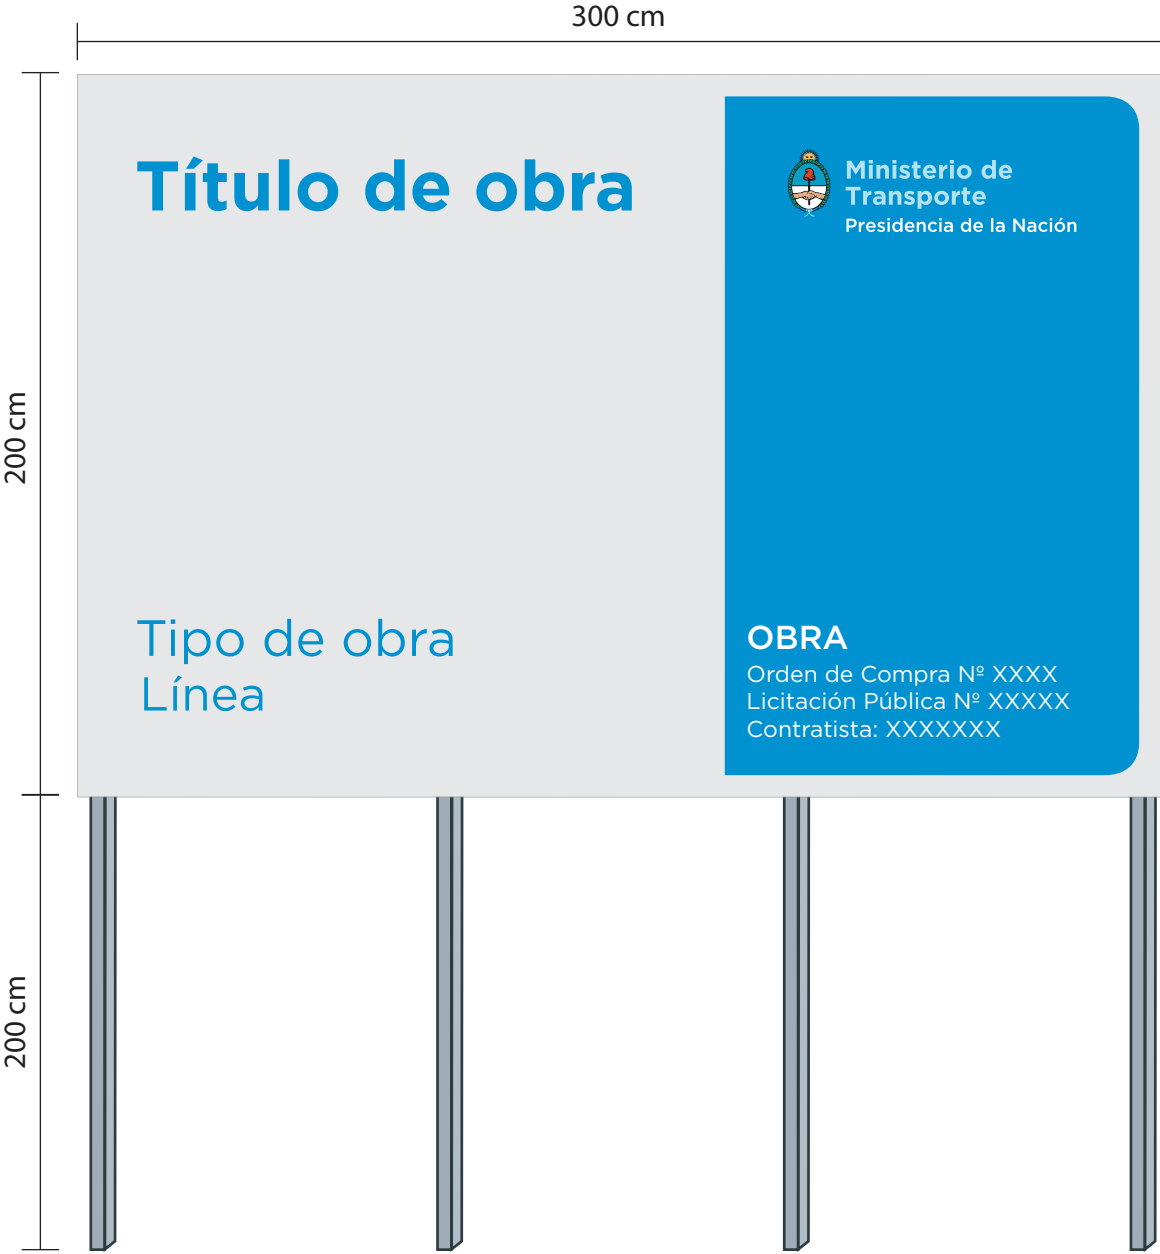 300 cm
200 cm
Título de obra
Ministerio de
Transporte
Presidencia de la Nación
Tipo de obra
Línea
OBRA
Orden de Compra Nº XXXX
Licitación Pública Nº XXXXX
Contratista: XXXXXXX
200 cm